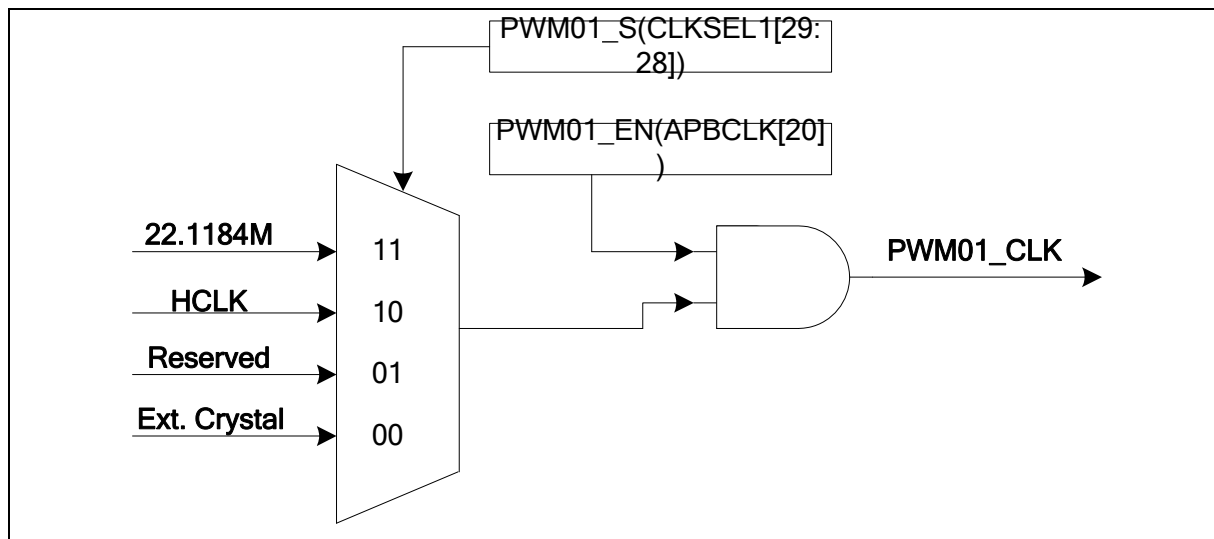 PWM01_S(CLKSEL1[29:
28])
PWM01_EN(APBCLK[20]
)
22.1184M
11
PWM01_CLK
HCLK
10
Reserved
01
Ext. Crystal
00